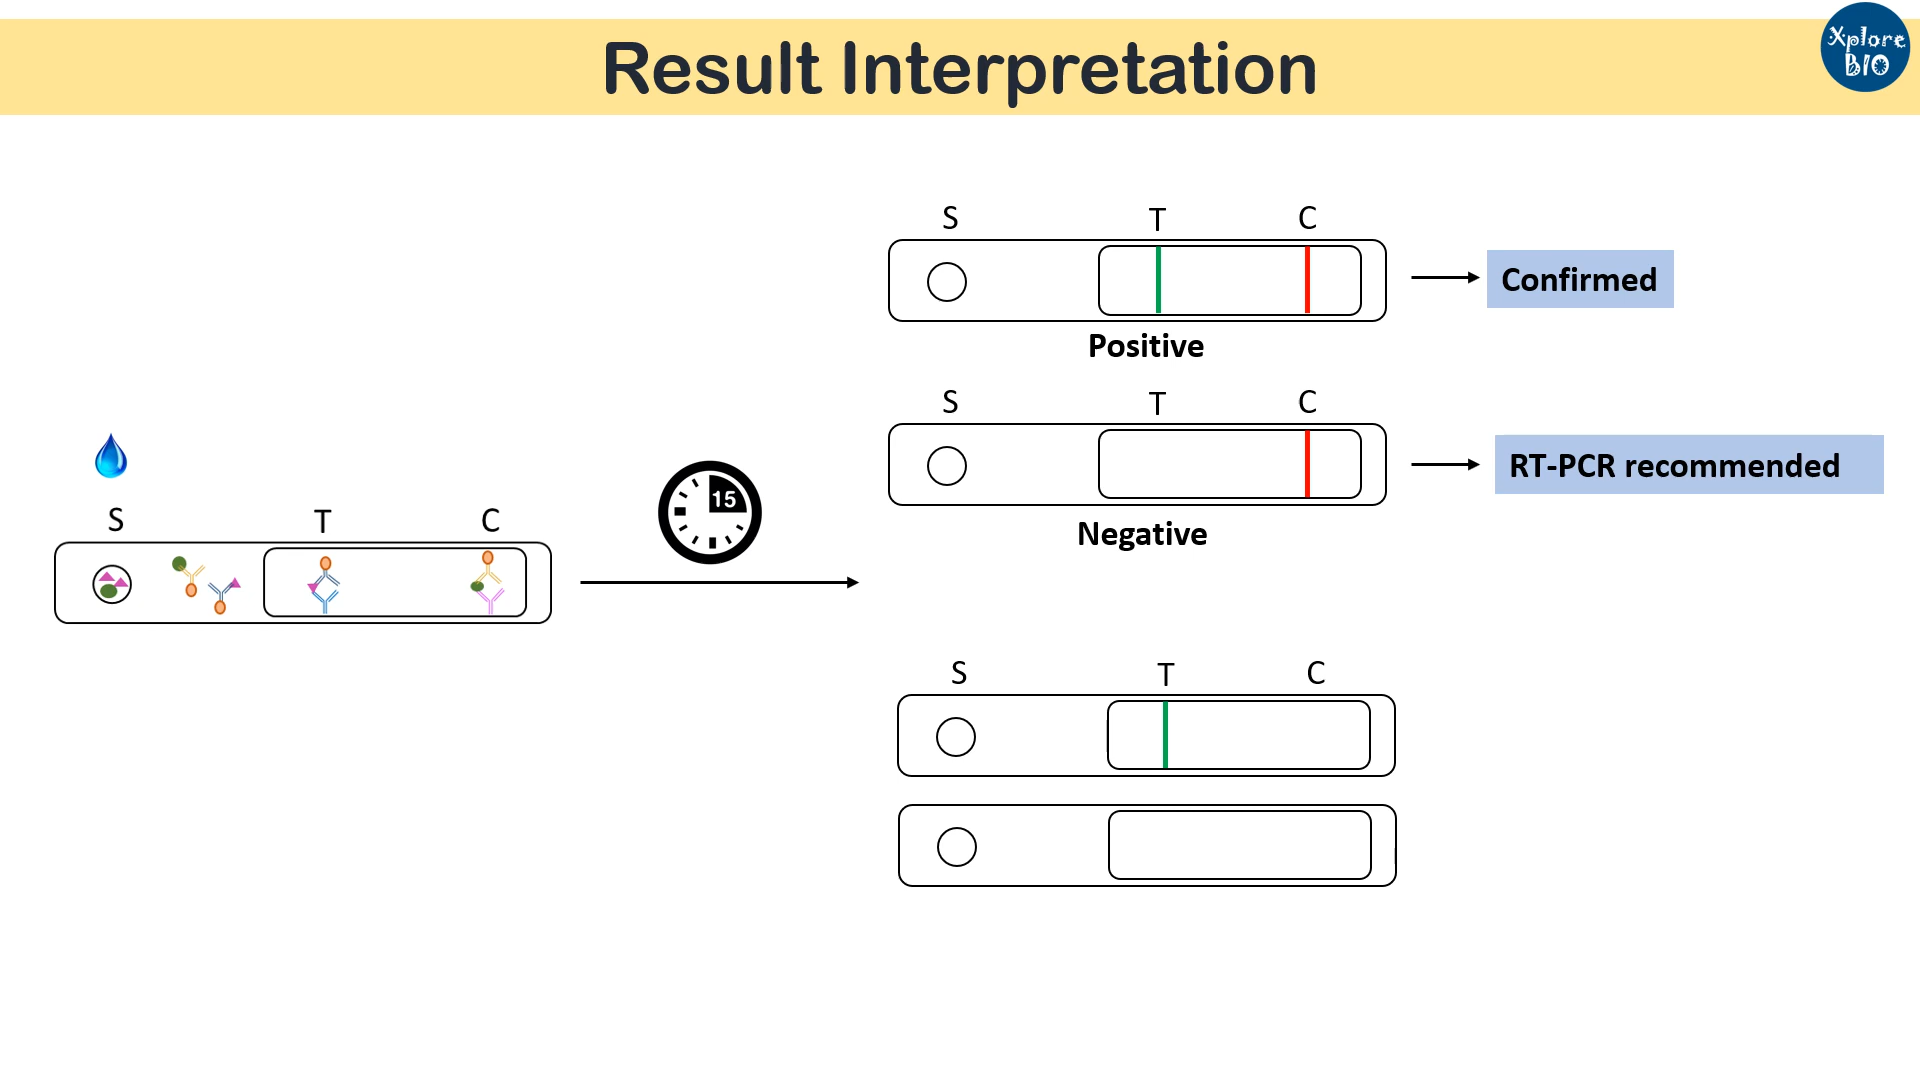 Result Interpretation
Xplore
BIO
S T C
Confirmed
Positive
S T C
RT-PCR recommended
Negative
15
S T C
S T C